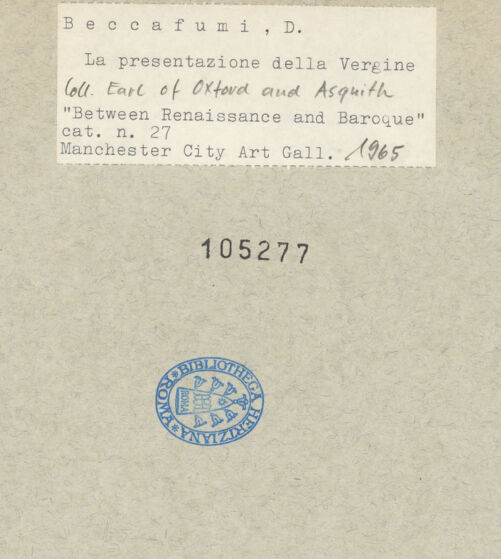 Beccafumi, D.
La presentazione della Vergine
Coll. Earl of Oxford and Asquith
"Between Renaissance and Baroque"
cat. n. 27
Manchester City Art Gall. 1965
105277
*BIBLIOTHECA HERTZIANA*ROMA
ROMA